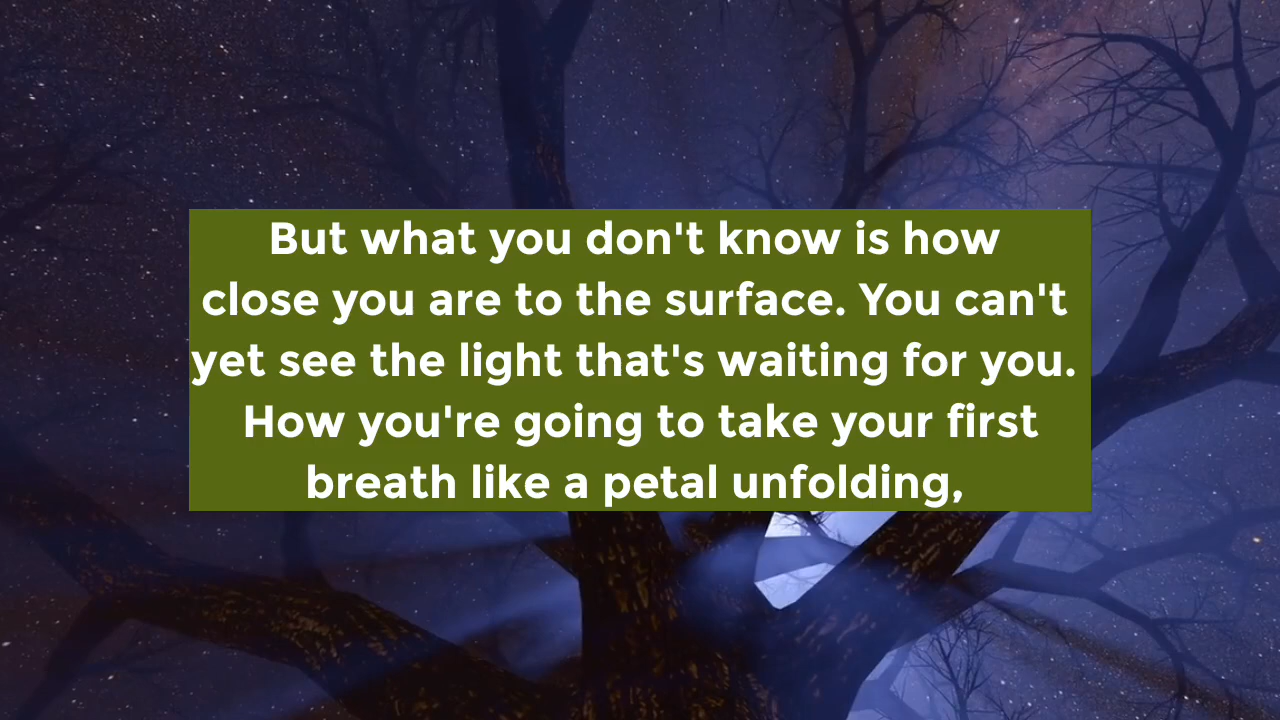 But what you don't know is how
close you are to the surface. You can't
yet see the light that's waiting for you.
How you're going to take your first
breath like a petal unfolding,